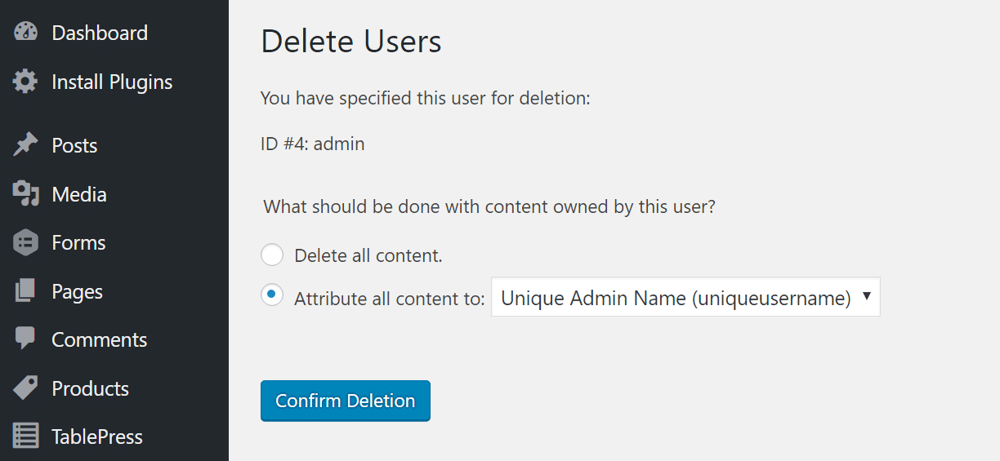 Dashboard
Install Plugins
Posts
Media
Forms
Pages
Comments
Products
TablePress
Delete Users
You have specified this user for deletion:
ID #4: admin
What should be done with content owned by this user?
Delete all content.
Attribute all content to: Unique Admin Name (uniqueusername)
Confirm Deletion